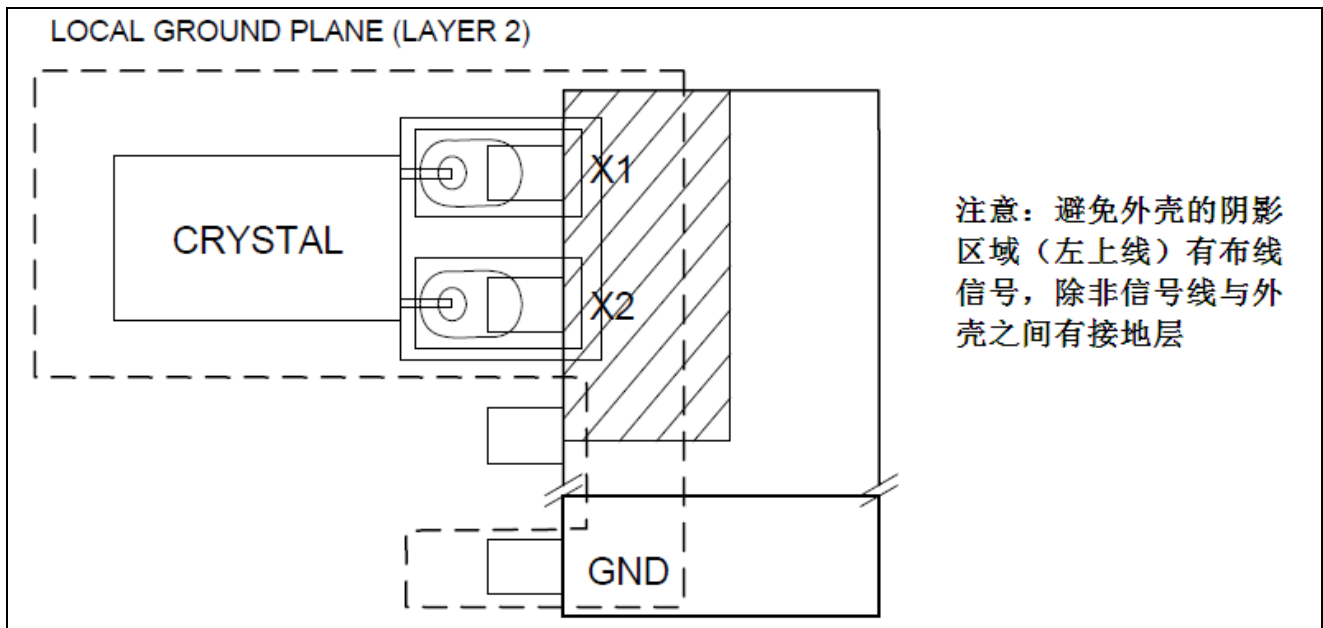 LOCAL GROUND PLANE (LAYER 2)
X1
CRYSTAL
X2
注意：避免外壳的阴影
区域（左上线）有布线
信号，除非信号线与外
壳之间有接地层
GND